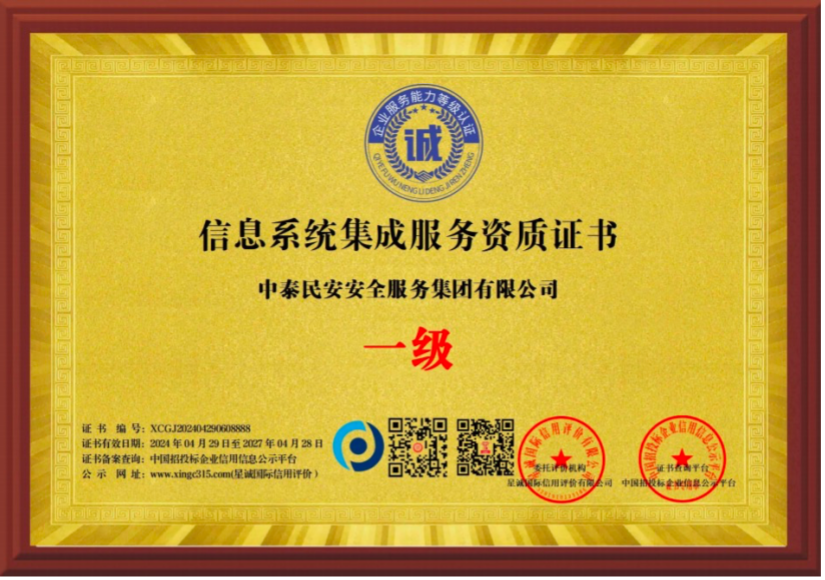 企业服务能力等级认证
诚
QIYEFUWUNENGLIDENGJIRENZHENG
信息系统集成服务资质证书
中泰民安安全服务集团有限公司
一级
证 书 编 号: XCGJ202404290608888
证书有效日期: 2024 年 04 月 29 日至 2027 年 04 月 28 日
证书备案查询: 中国招投标企业信用信息公示平台
公 示 网 址: www.xingc315.com(星诚国际信用评价)
星诚国际信用评价有限公司
委托评价机构
星诚国际信用评价有限公司
中国招投标企业信用信息公示平台
证书查询平台
中国招投标企业信息公示平台